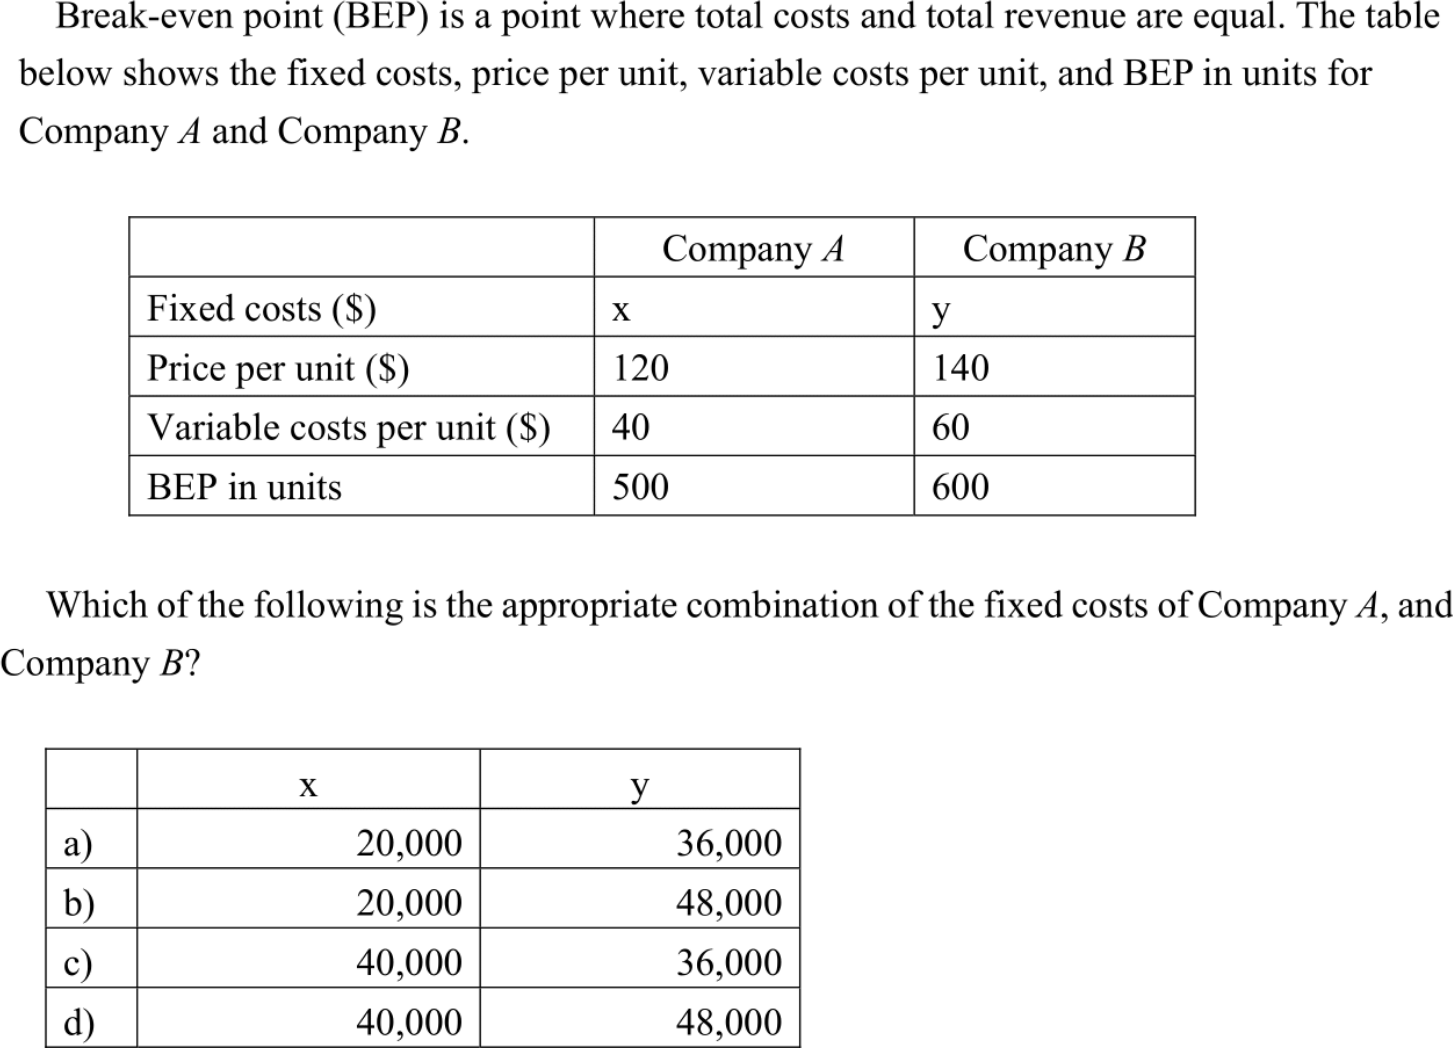 Break-even point (BEP) is a point where total costs and total revenue are equal. The table
below shows the fixed costs, price per unit, variable costs per unit, and BEP in units for
Company A and Company B.
Company A Company B
Fixed costs ($) x y
Price per unit ($) 120 140
Variable costs per unit ($) 40 60
BEP in units 500 600
Which of the following is the appropriate combination of the fixed costs of Company A, and
Company B?
x y
a) 20,000 36,000
b) 20,000 48,000
c) 40,000 36,000
d) 40,000 48,000